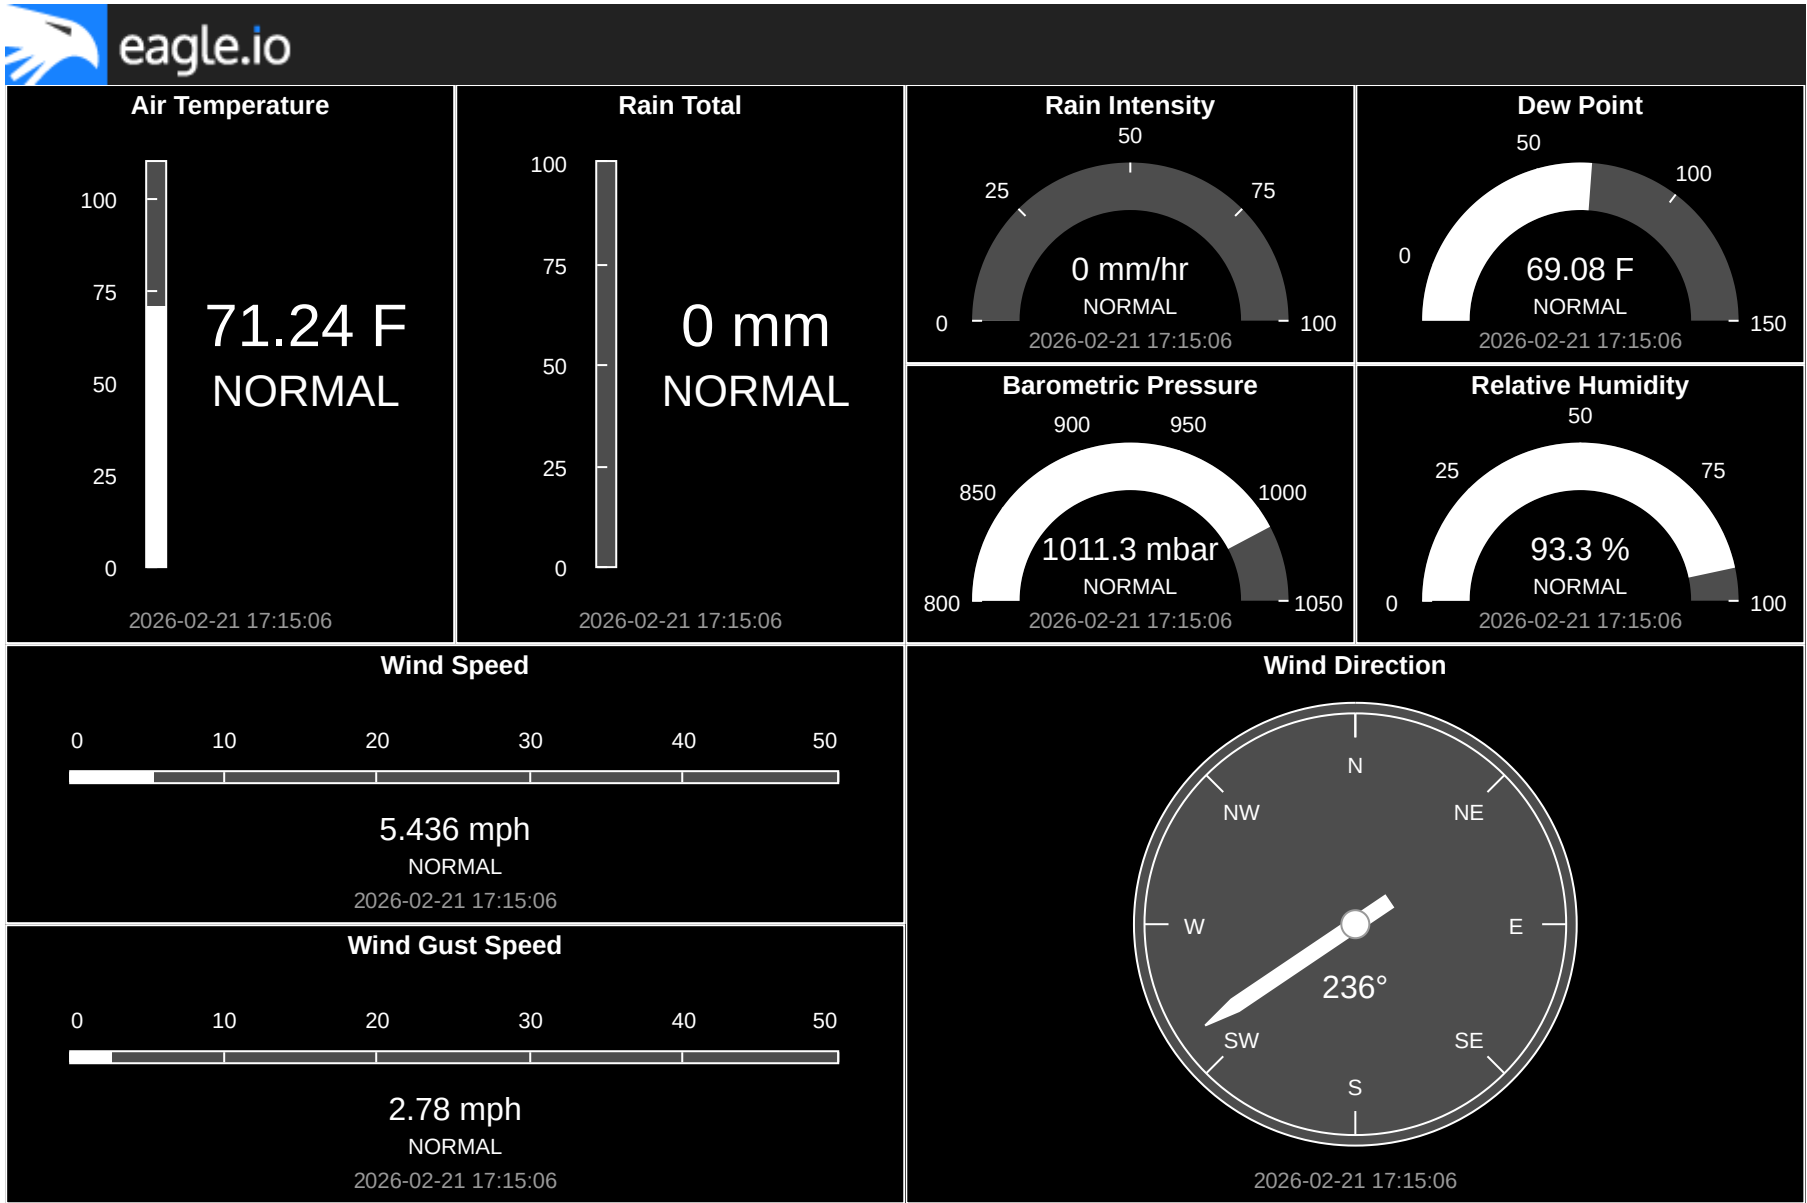 eagle.io
Air Temperature
100
75
50
25
0
71.24 F
NORMAL
2026-02-21 17:15:06
Rain Total
100
75
50
25
0
0 mm
NORMAL
2026-02-21 17:15:06
Rain Intensity
50
25
75
0
100
0 mm/hr
NORMAL
2026-02-21 17:15:06
Dew Point
50
100
0
150
69.08 F
NORMAL
2026-02-21 17:15:06
Barometric Pressure
900
950
850
1000
800
1050
1011.3 mbar
NORMAL
2026-02-21 17:15:06
Relative Humidity
50
25
75
0
100
93.3 %
NORMAL
2026-02-21 17:15:06
Wind Speed
0 10 20 30 40 50
5.436 mph
NORMAL
2026-02-21 17:15:06
Wind Gust Speed
0 10 20 30 40 50
2.78 mph
NORMAL
2026-02-21 17:15:06
Wind Direction
N
NW NE
W E
236°
SW SE
S
2026-02-21 17:15:06